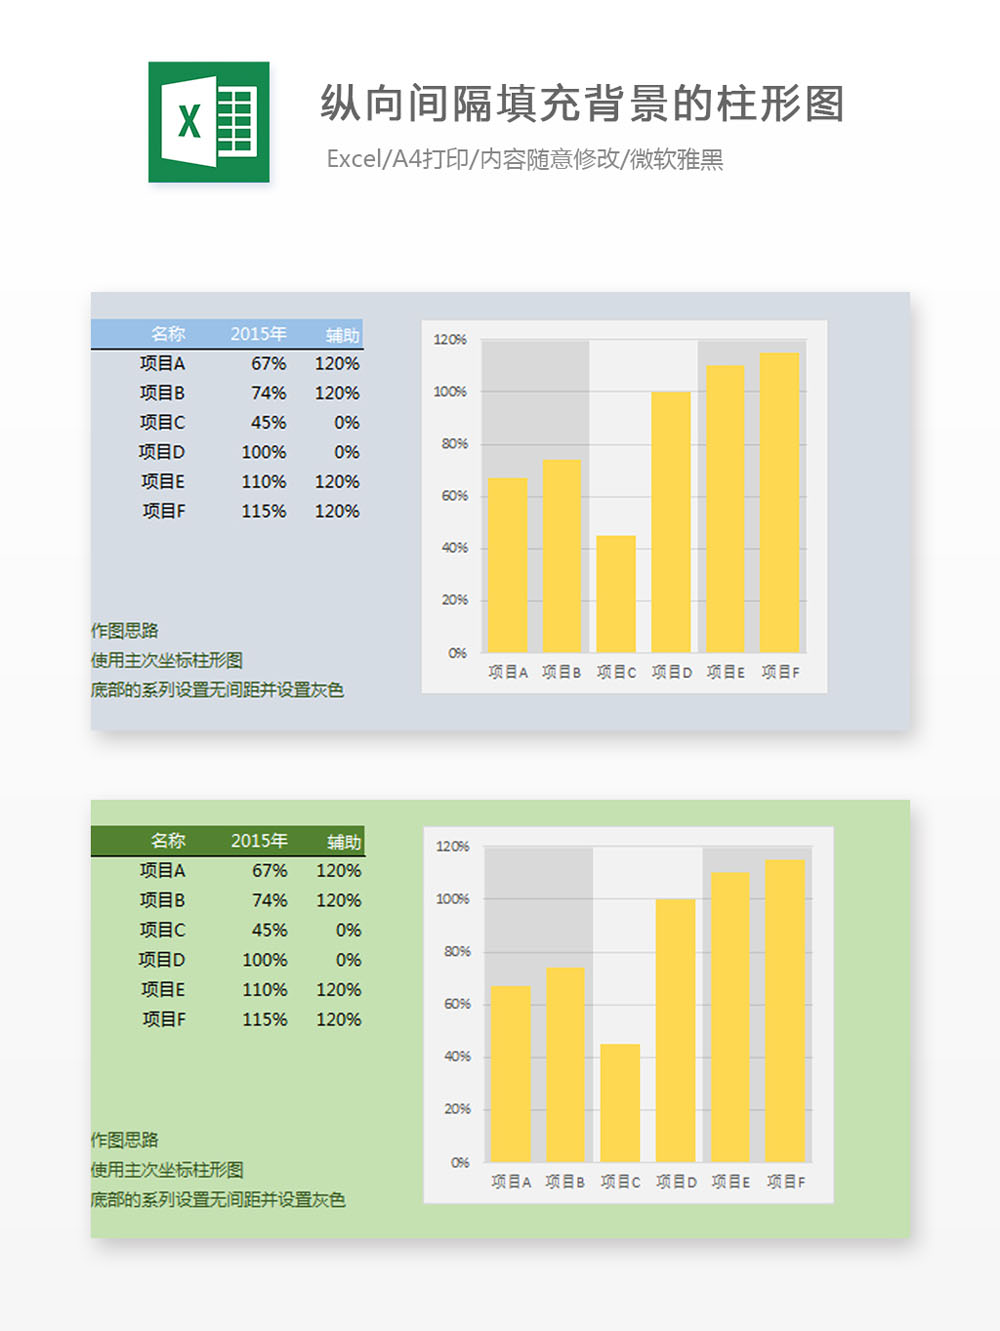 X
纵向间隔填充背景的柱形图
Excel/A4打印/内容随意修改/微软雅黑
名称 2015年 辅助
项目A 67% 120%
项目B 74% 120%
项目C 45% 0%
项目D 100% 0%
项目E 110% 120%
项目F 115% 120%
作图思路
使用主次坐标柱形图
底部的系列设置无间距并设置灰色
120%
100%
80%
60%
40%
20%
0%
项目A 项目B 项目C 项目D 项目E 项目F
名称 2015年 辅助
项目A 67% 120%
项目B 74% 120%
项目C 45% 0%
项目D 100% 0%
项目E 110% 120%
项目F 115% 120%
作图思路
使用主次坐标柱形图
底部的系列设置无间距并设置灰色
120%
100%
80%
60%
40%
20%
0%
项目A 项目B 项目C 项目D 项目E 项目F